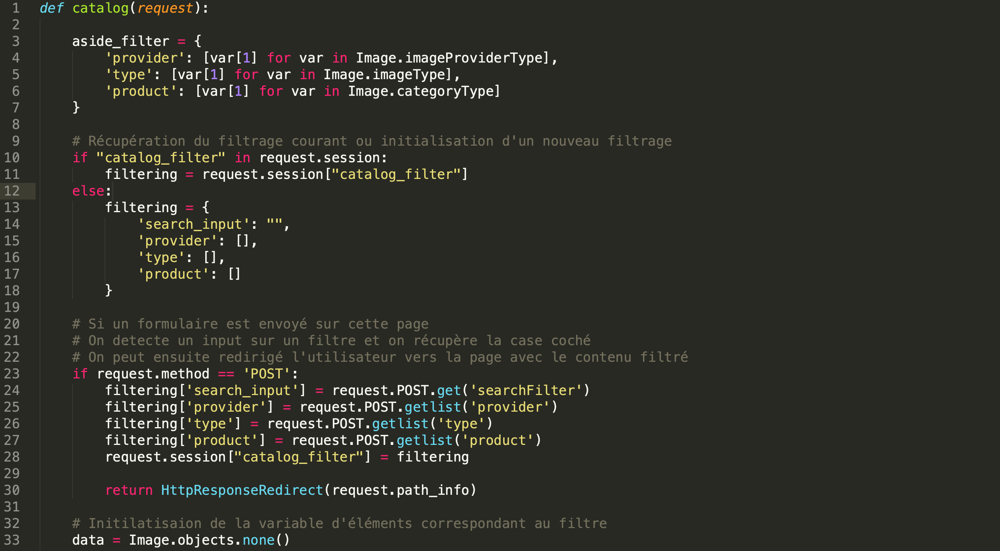 1 def catalog(request):
2
3 aside_filter = {
4 'provider': [var[1] for var in Image.imageProviderType],
5 'type': [var[1] for var in Image.imageType],
6 'product': [var[1] for var in Image.categoryType]
7 }
8
9 # Récupération du filtrage courant ou initialisation d'un nouveau filtrage
10 if "catalog_filter" in request.session:
11 filtering = request.session["catalog_filter"]
12 else:
13 filtering = {
14 'search_input': "",
15 'provider': [],
16 'type': [],
17 'product': []
18 }
19
20 # Si un formulaire est envoyé sur cette page
21 # On detecte un input sur un filtre et on récupère la case coché
22 # On peut ensuite redirigé l'utilisateur vers la page avec le contenu filtré
23 if request.method == 'POST':
24 filtering['search_input'] = request.POST.get('searchFilter')
25 filtering['provider'] = request.POST.getlist('provider')
26 filtering['type'] = request.POST.getlist('type')
27 filtering['product'] = request.POST.getlist('product')
28 request.session["catalog_filter"] = filtering
29
30 return HttpResponseRedirect(request.path_info)
31
32 # Initilatisaion de la variable d'éléments correspondant au filtre
33 data = Image.objects.none()